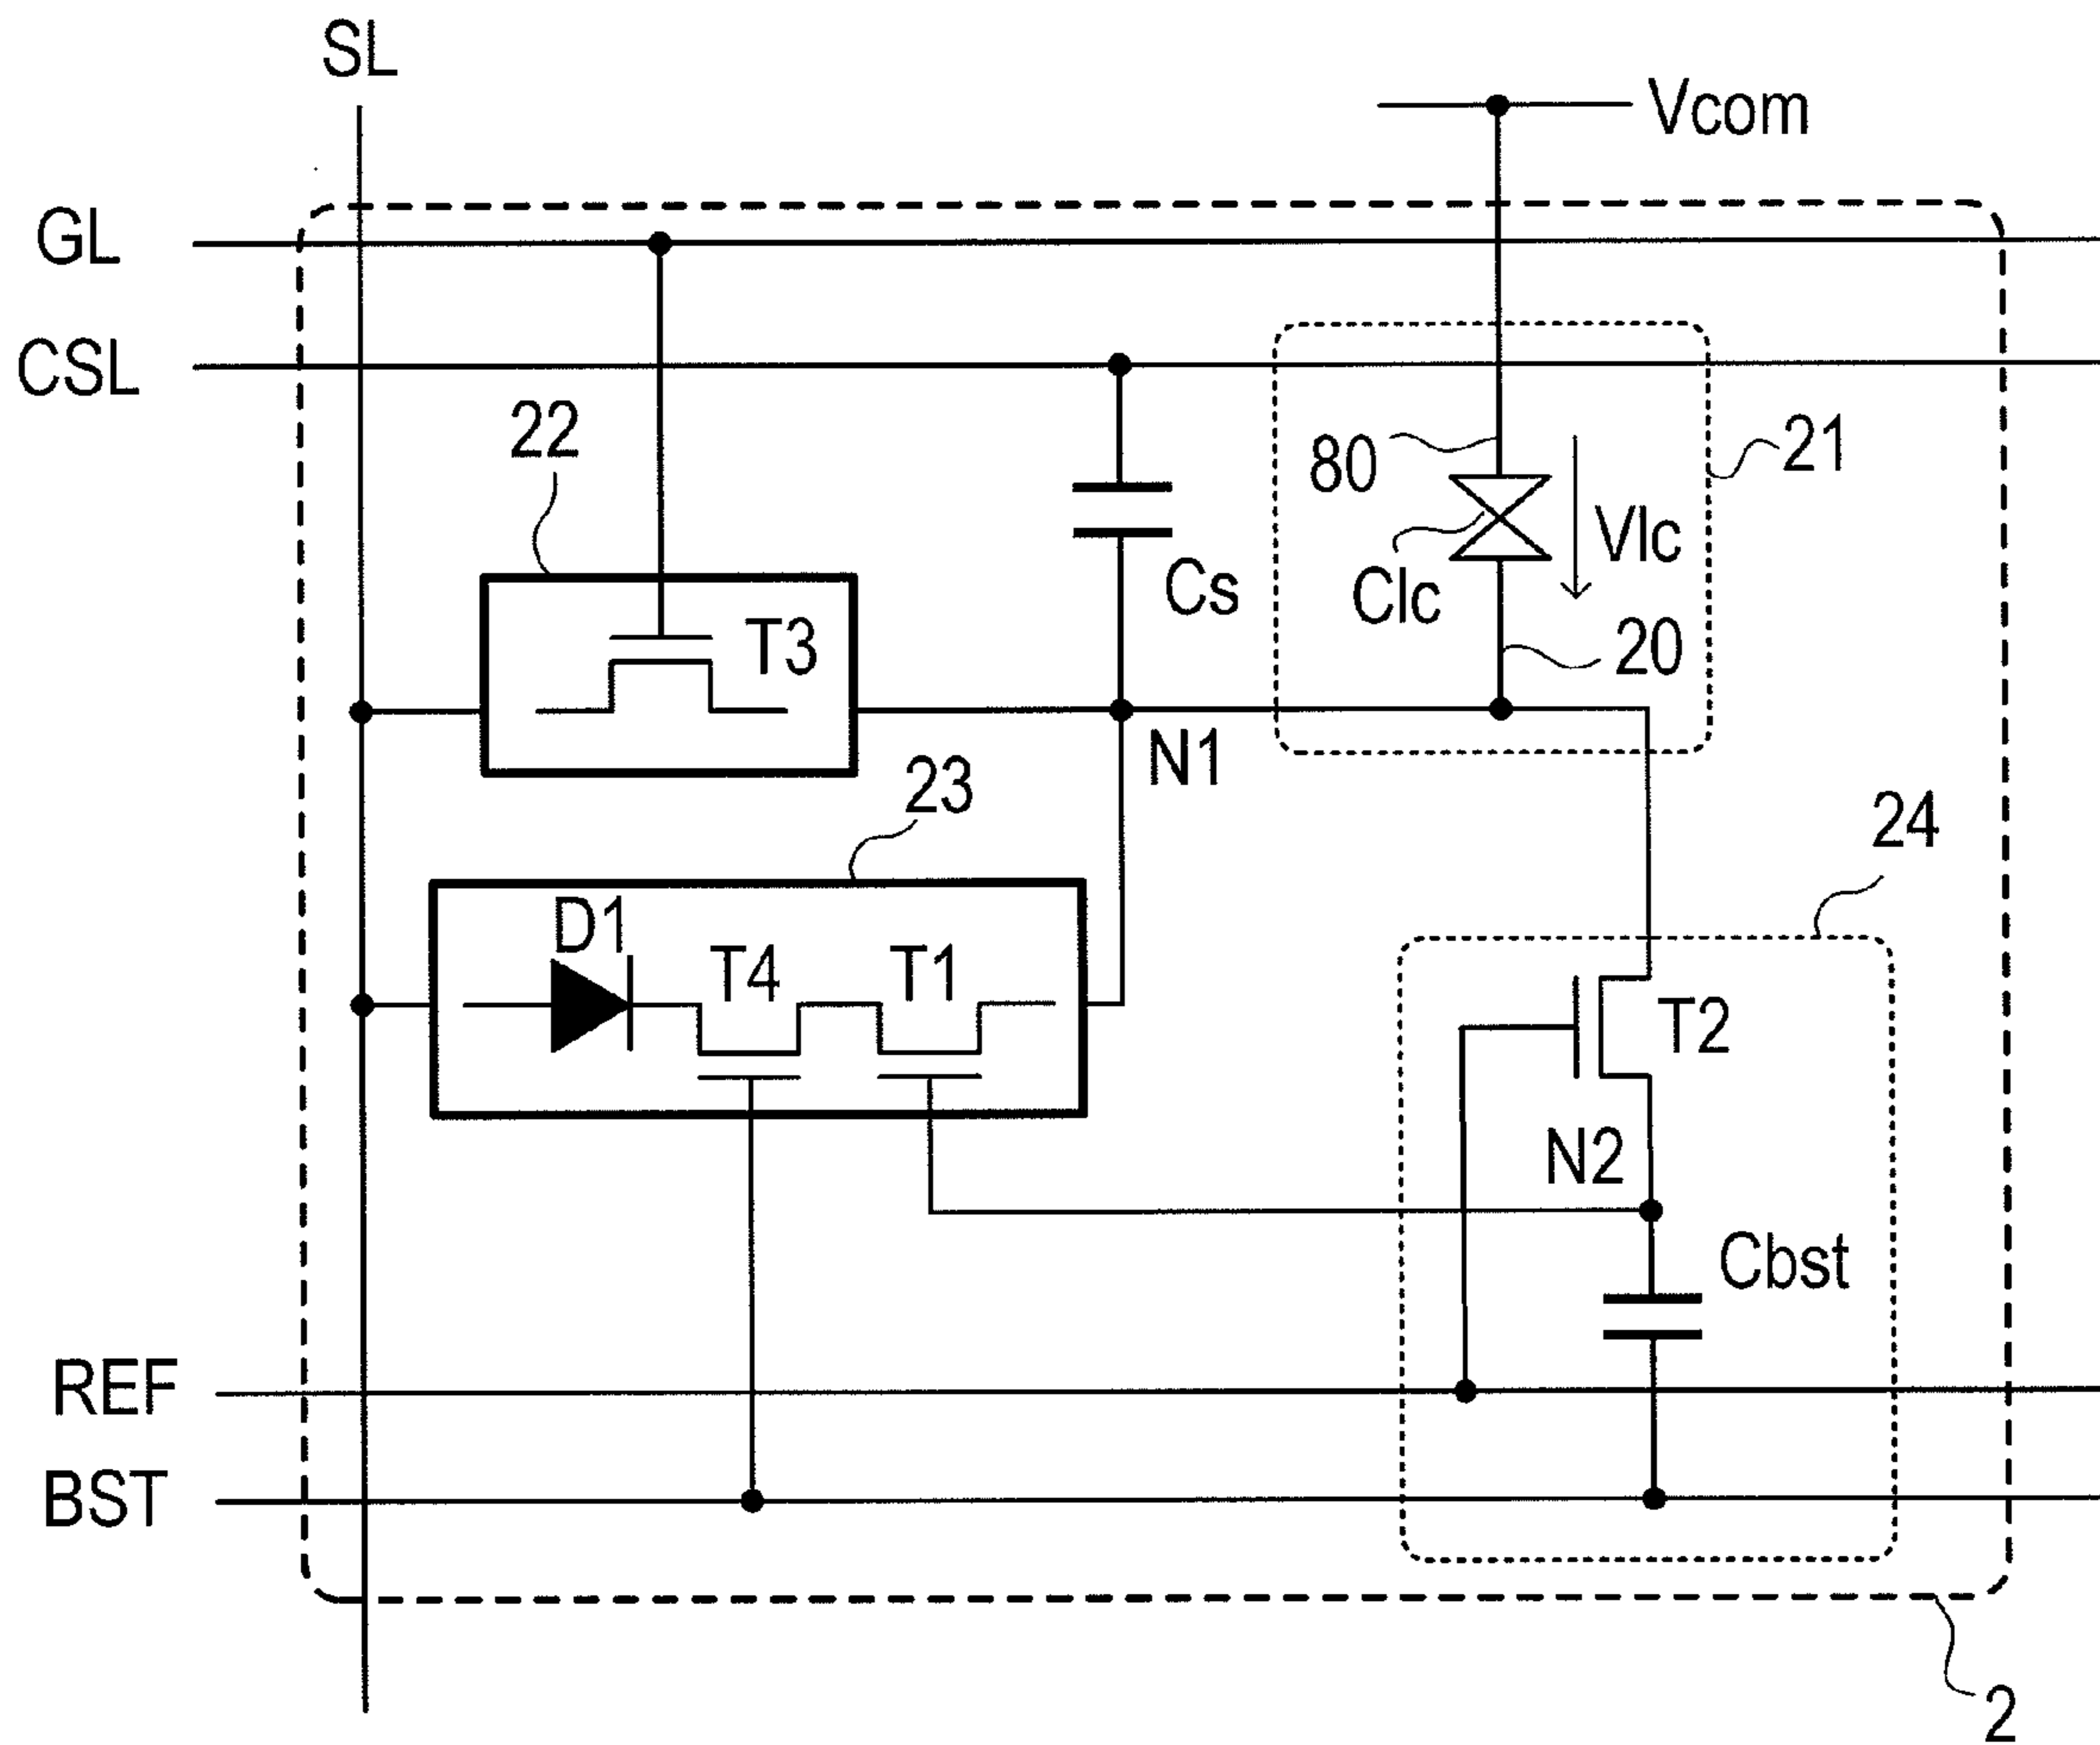 SL
Vcom
GL
CSL
22
80
21
Vlc
Clc
Cs
T3
20
N1
23
24
D1
T4
T1
T2
N2
Cbst
REF
BST
2